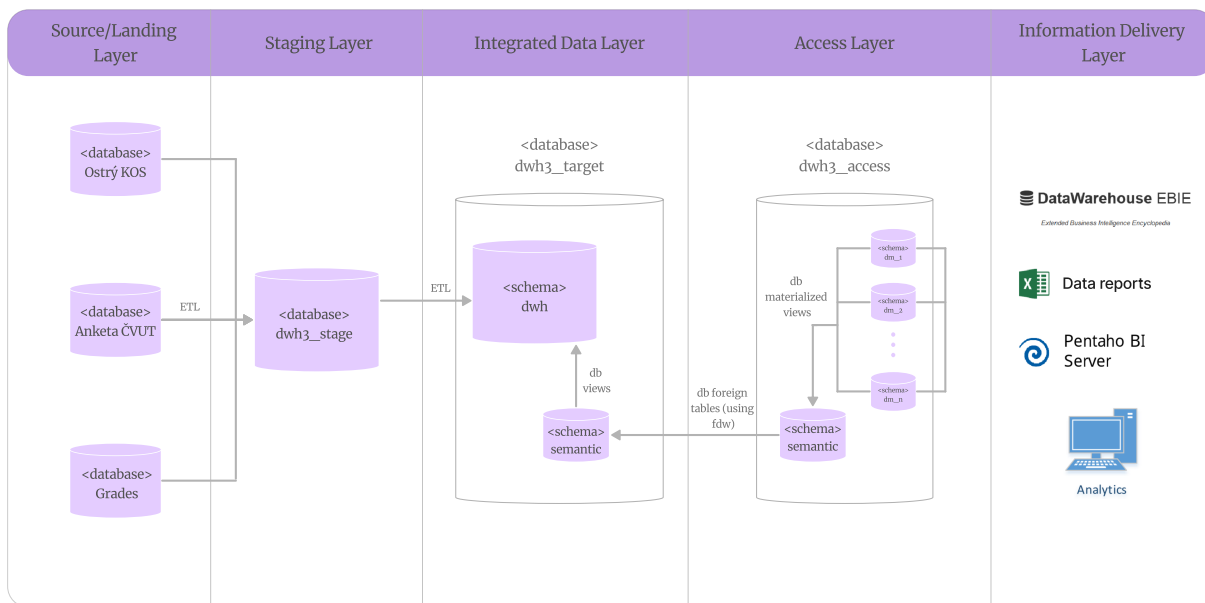 Source/Landing
Layer
Staging Layer
Integrated Data Layer
Access Layer
Information Delivery
Layer
<database>
Ostrý KOS
<database>
Anketa ČVUT
<database>
Grades
ETL
<database>
dwh3_stage
ETL
<database>
dwh3_target
<schema>
dwh
db
views
<schema>
semantic
db foreign
tables (using
fdw)
<database>
dwh3_access
<schema>
dm_1
<schema>
dm_2
<schema>
dm_n
db
materialized
views
<schema>
semantic
DataWarehouse EBIE
Extended Business Intelligence Encyclopedia
X
Data reports
Pentaho BI
Server
Analytics